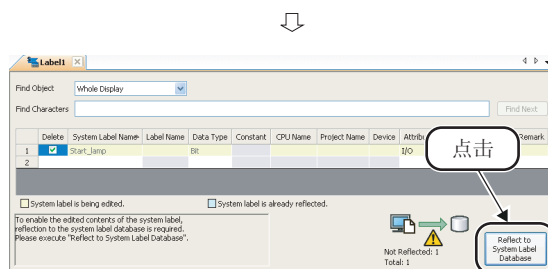 Label1
Find Object Whole Display
Find Characters Find Next
Delete System Label Name Label Name Data Type Constant CPU Name Project Name Device Remark
1 Start_lamp Bit I/O
2
点击
System label is being edited. System label is already reflected.
To enable the edited contents of the system label,
reflection to the system label database is required.
Please execute "Reflect to System Label Database".
Not Reflected: 1
Total: 1
Reflect to
System Label
Database